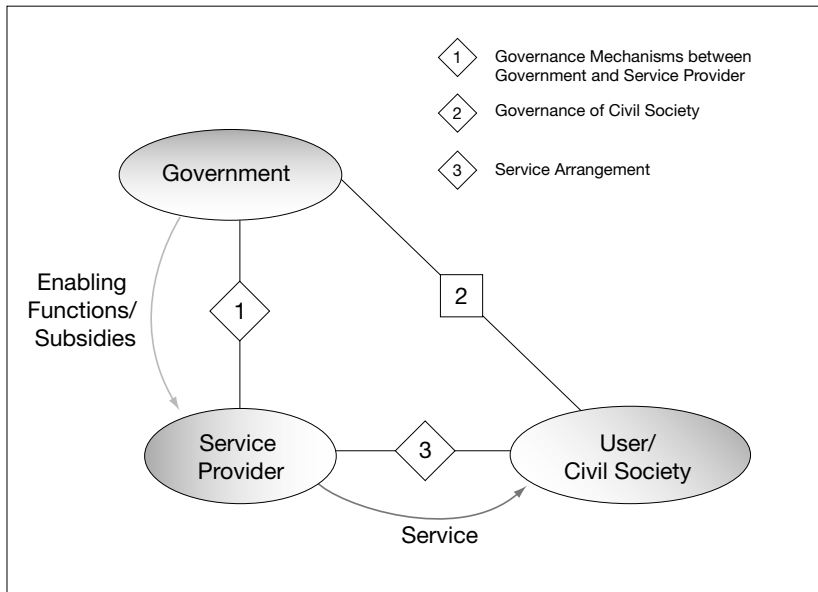 1
Governance Mechanisms between
Government and Service Provider
2
Governance of Civil Society
3
Service Arrangement
Government
Enabling
Functions/
Subsidies
1
2
Service
Provider
3
User/
Civil Society
Service